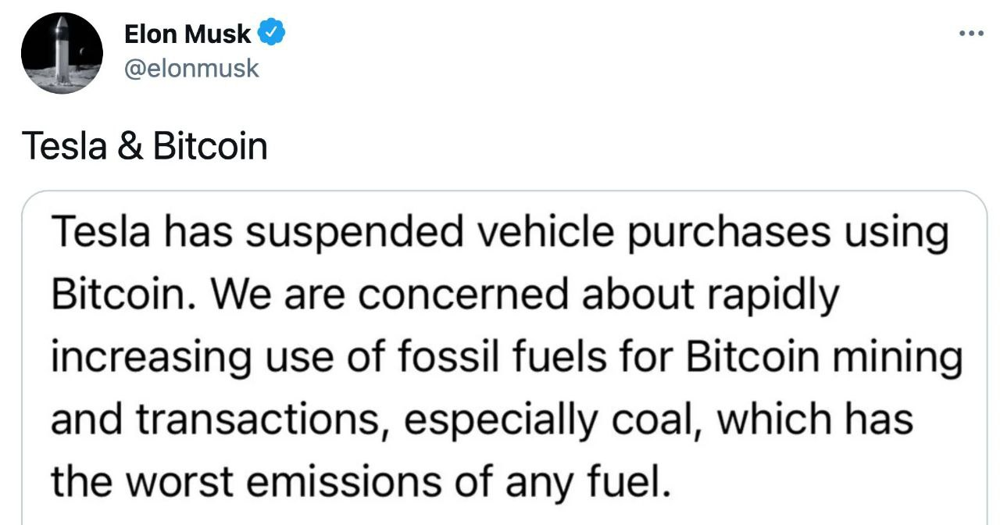 Elon Musk
@elonmusk
Tesla & Bitcoin
Tesla has suspended vehicle purchases using
Bitcoin. We are concerned about rapidly
increasing use of fossil fuels for Bitcoin mining
and transactions, especially coal, which has
the worst emissions of any fuel.